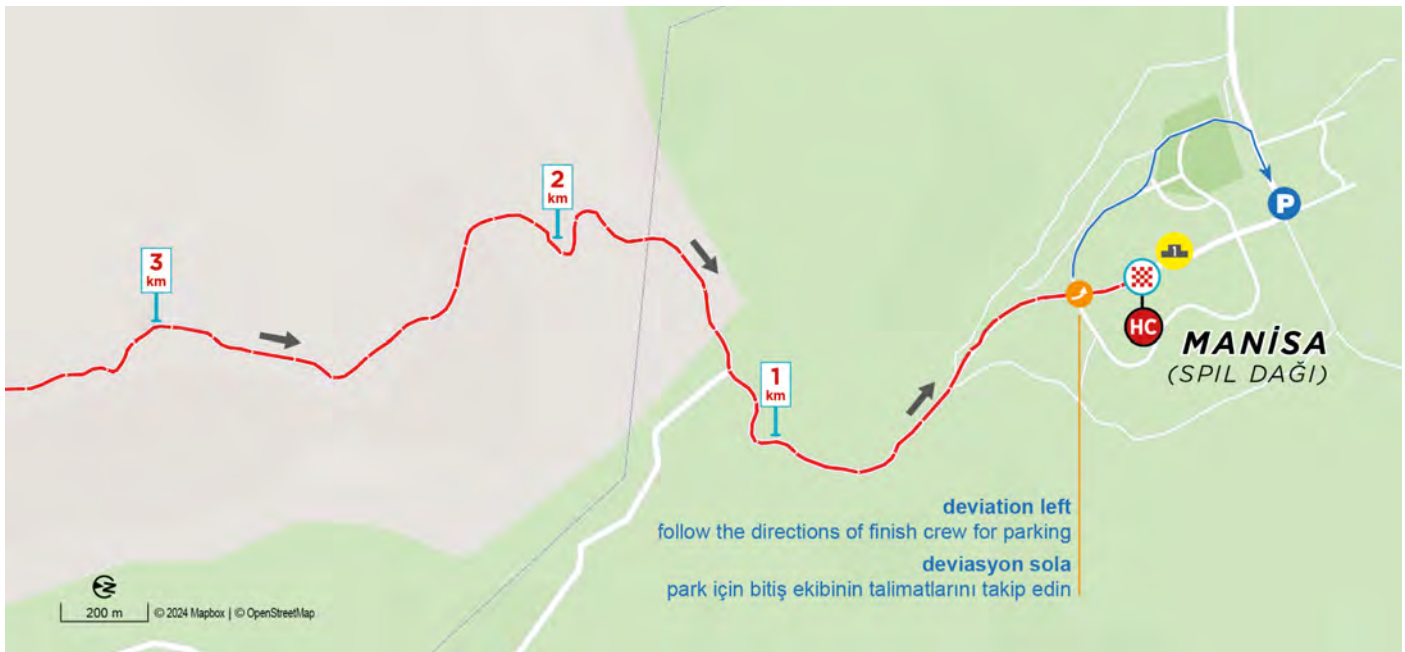 3
km
2
km
1
km
1
P
HC
MANİSA
(SPIL DAĞI)
deviation left
follow the directions of finish crew for parking
deviasyon sola
park için bitiş ekibinin talimatlarını takip edin
N
200 m
© 2024 Mapbox | © OpenStreetMap